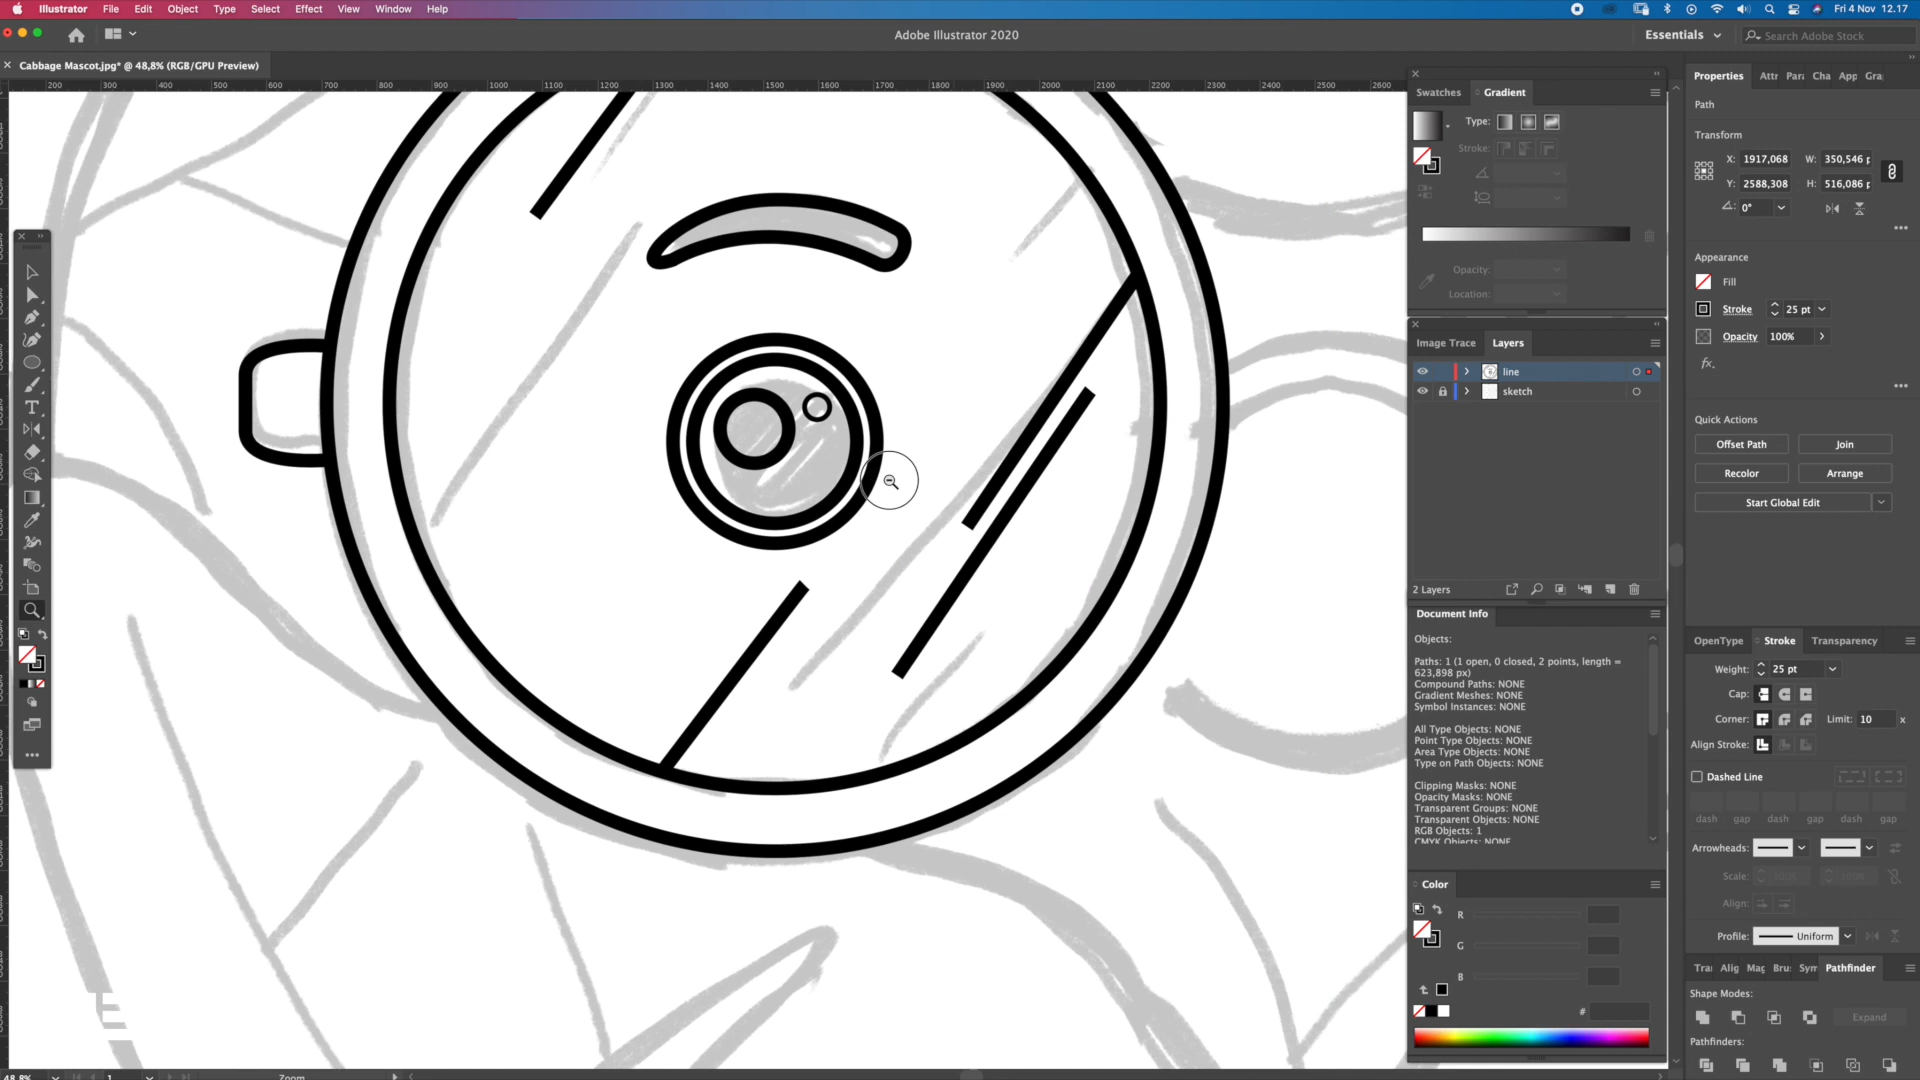 Illustrator File Edit Object Type Select Effect View Window Help Fri 4 Nov 12.17
Adobe Illustrator 2020 Essentials Search Adobe Stock
Cabbage Mascot.jpg* @ 48,8% (RGB/GPU Preview)
200 300 400 500 600 700 800 900 1000 1100 1200 1300 1400 1500 1600 1700 1800 1900 2000 2100 2200 2300 2400 2500 2600
Swatches Gradient
Type:
Stroke:
Opacity:
Location:
Image Trace Layers
line
sketch
2 Layers
Document Info
Objects:
Paths: 1 (1 open, 0 closed, 2 points, length =
623,898 px)
Compound Paths: NONE
Gradient Meshes: NONE
Symbol Instances: NONE
All Type Objects: NONE
Point Type Objects: NONE
Area Type Objects: NONE
Type on Path Objects: NONE
Clipping Masks: NONE
Opacity Masks: NONE
Transparent Groups: NONE
Transparent Objects: NONE
RGB Objects: 1
CMYK Objects: NONE
Color
R
G
B
#
Properties Attr Para Cha App Gra
Path
Transform
X: 1917,068 W: 350,546 p
Y: 2588,308 H: 516,086 p
0°
Appearance
Fill
Stroke 25 pt
Opacity 100%
fx.
Quick Actions
Offset Path Join
Recolor Arrange
Start Global Edit
OpenType Stroke Transparency
Weight: 25 pt
Cap:
Corner: Limit: 10 x
Align Stroke:
Dashed Line
dash gap dash gap dash gap
Arrowheads:
Scale: 100% 100%
Align:
Profile: Uniform
Tra Alig Mag Bru Sym Pathfinder
Shape Modes:
Expand
Pathfinders:
48,8% 1 Zoom